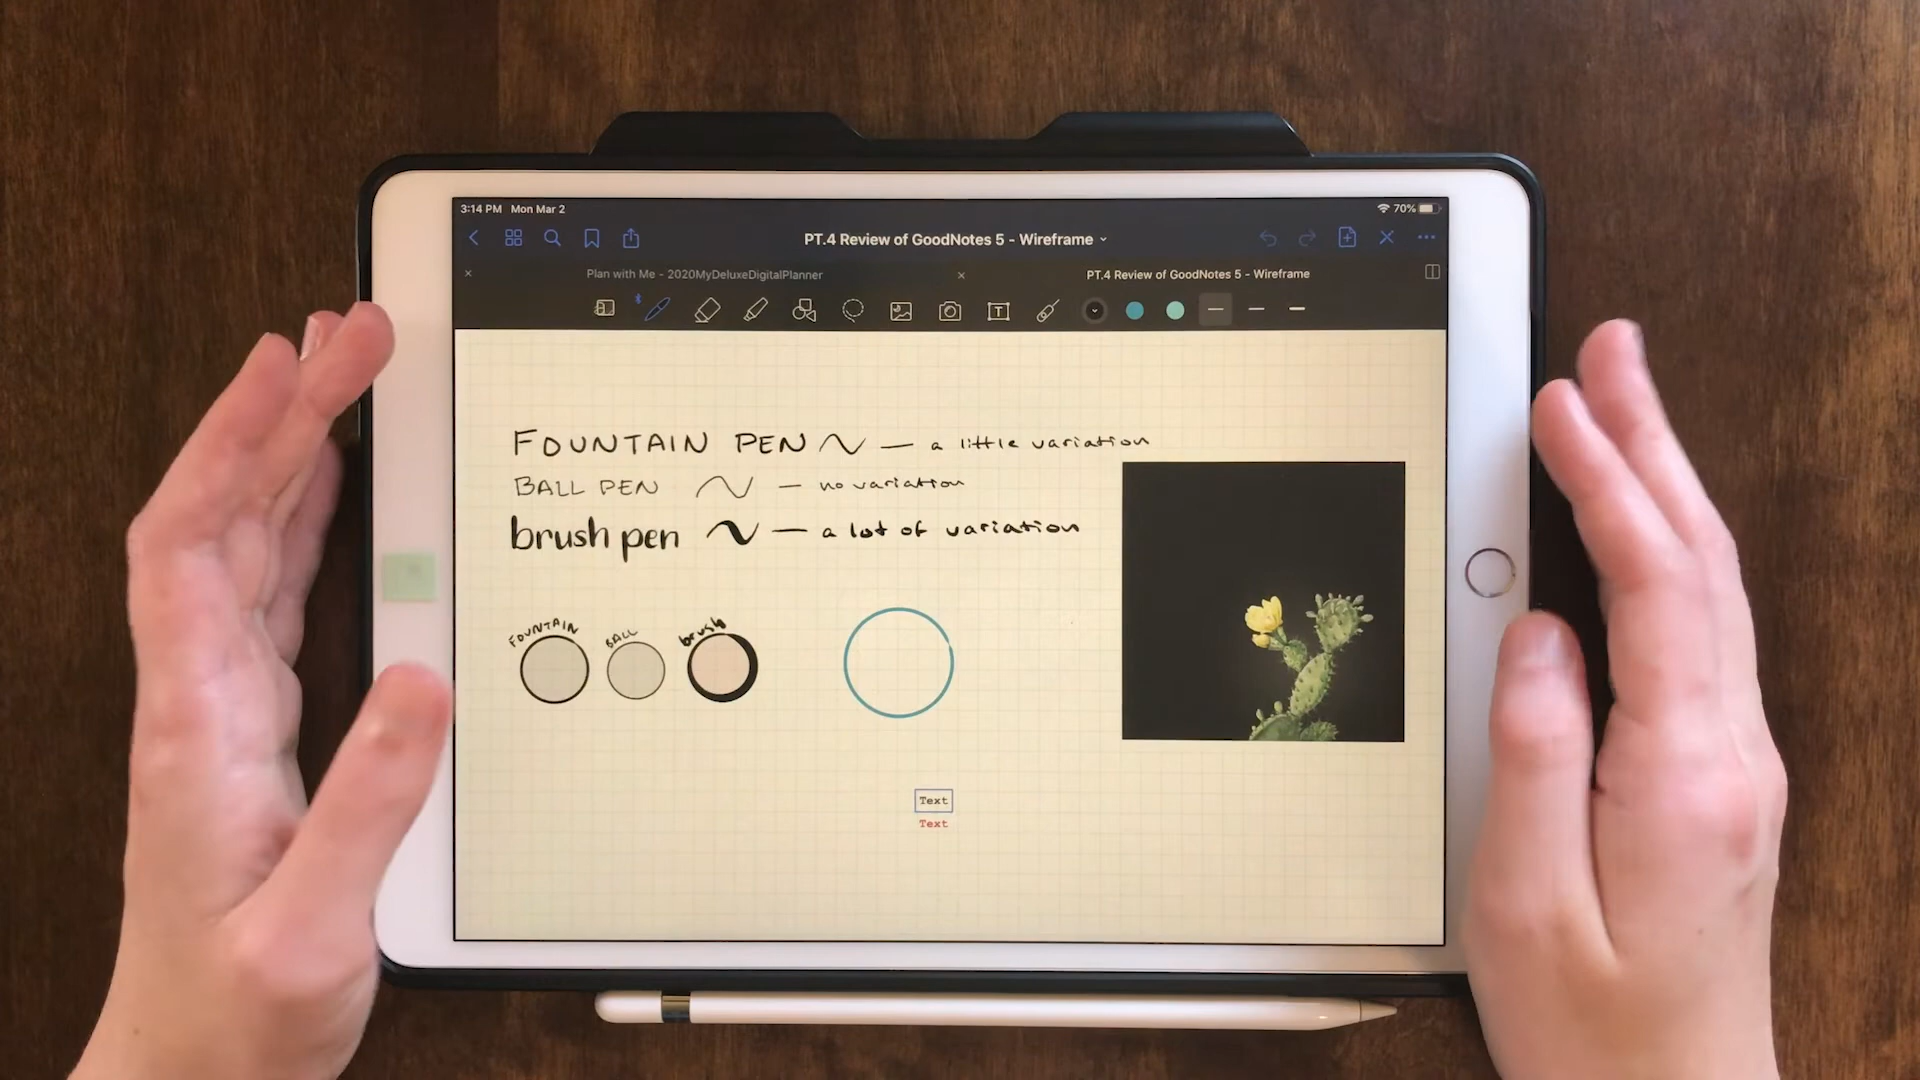 3:14 PM Mon Mar 2
70%
PT.4 Review of GoodNotes 5 - Wireframe
Plan with Me - 2020MyDeluxeDigitalPlanner
PT.4 Review of GoodNotes 5 - Wireframe
FOUNTAIN PEN — a little variation
BALL PEN — no variation
brush pen — a lot of variation
FOUNTAIN
BALL
brush
Text
Text